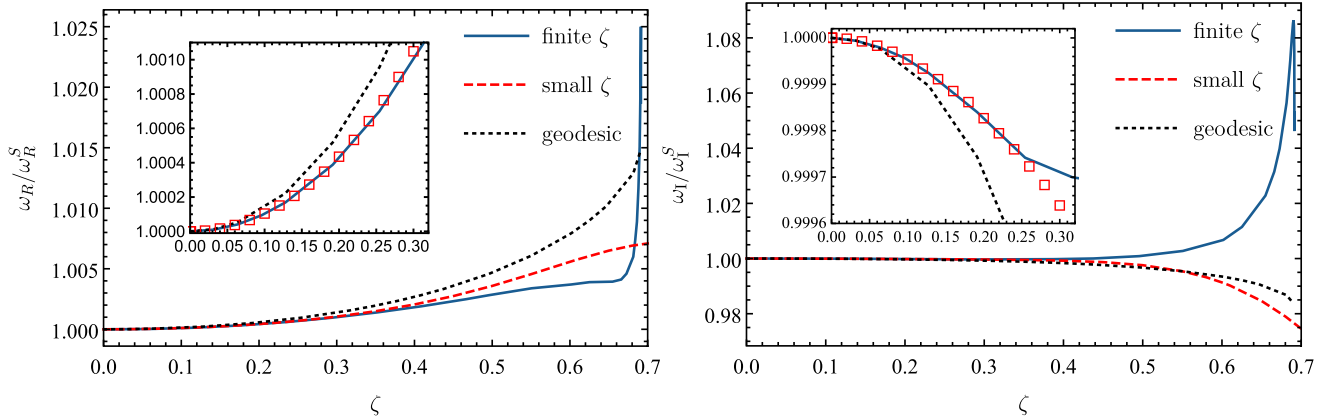 ω_R/ω_R^S
1.025
1.020
1.015
1.010
1.005
1.000
finite ζ
small ζ
geodesic
1.0010
1.0008
1.0006
1.0004
1.0002
1.0000
0.00 0.05 0.10 0.15 0.20 0.25 0.30
0.0 0.1 0.2 0.3 0.4 0.5 0.6 0.7
ζ
ω_I/ω_I^S
1.08
1.06
1.04
1.02
1.00
0.98
finite ζ
small ζ
geodesic
1.0000
0.9999
0.9998
0.9997
0.9996
0.00 0.05 0.10 0.15 0.20 0.25 0.30
0.0 0.1 0.2 0.3 0.4 0.5 0.6 0.7
ζ